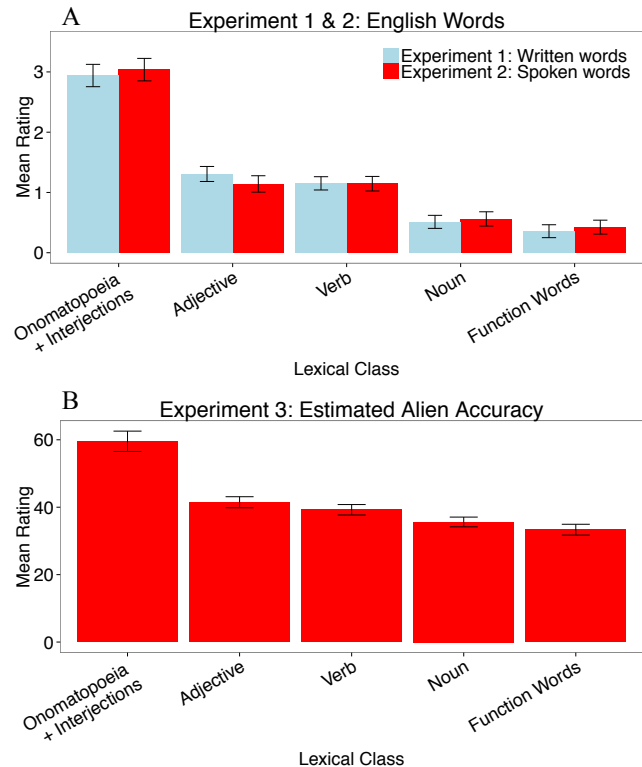 A
Experiment 1 & 2: English Words
Experiment 1: Written words
Experiment 2: Spoken words
Mean Rating
3
2
1
0
Onomatopoeia
+ Interjections
Adjective
Verb
Noun
Function Words
Lexical Class
B
Experiment 3: Estimated Alien Accuracy
Mean Rating
60
40
20
0
Onomatopoeia
+ Interjections
Adjective
Verb
Noun
Function Words
Lexical Class